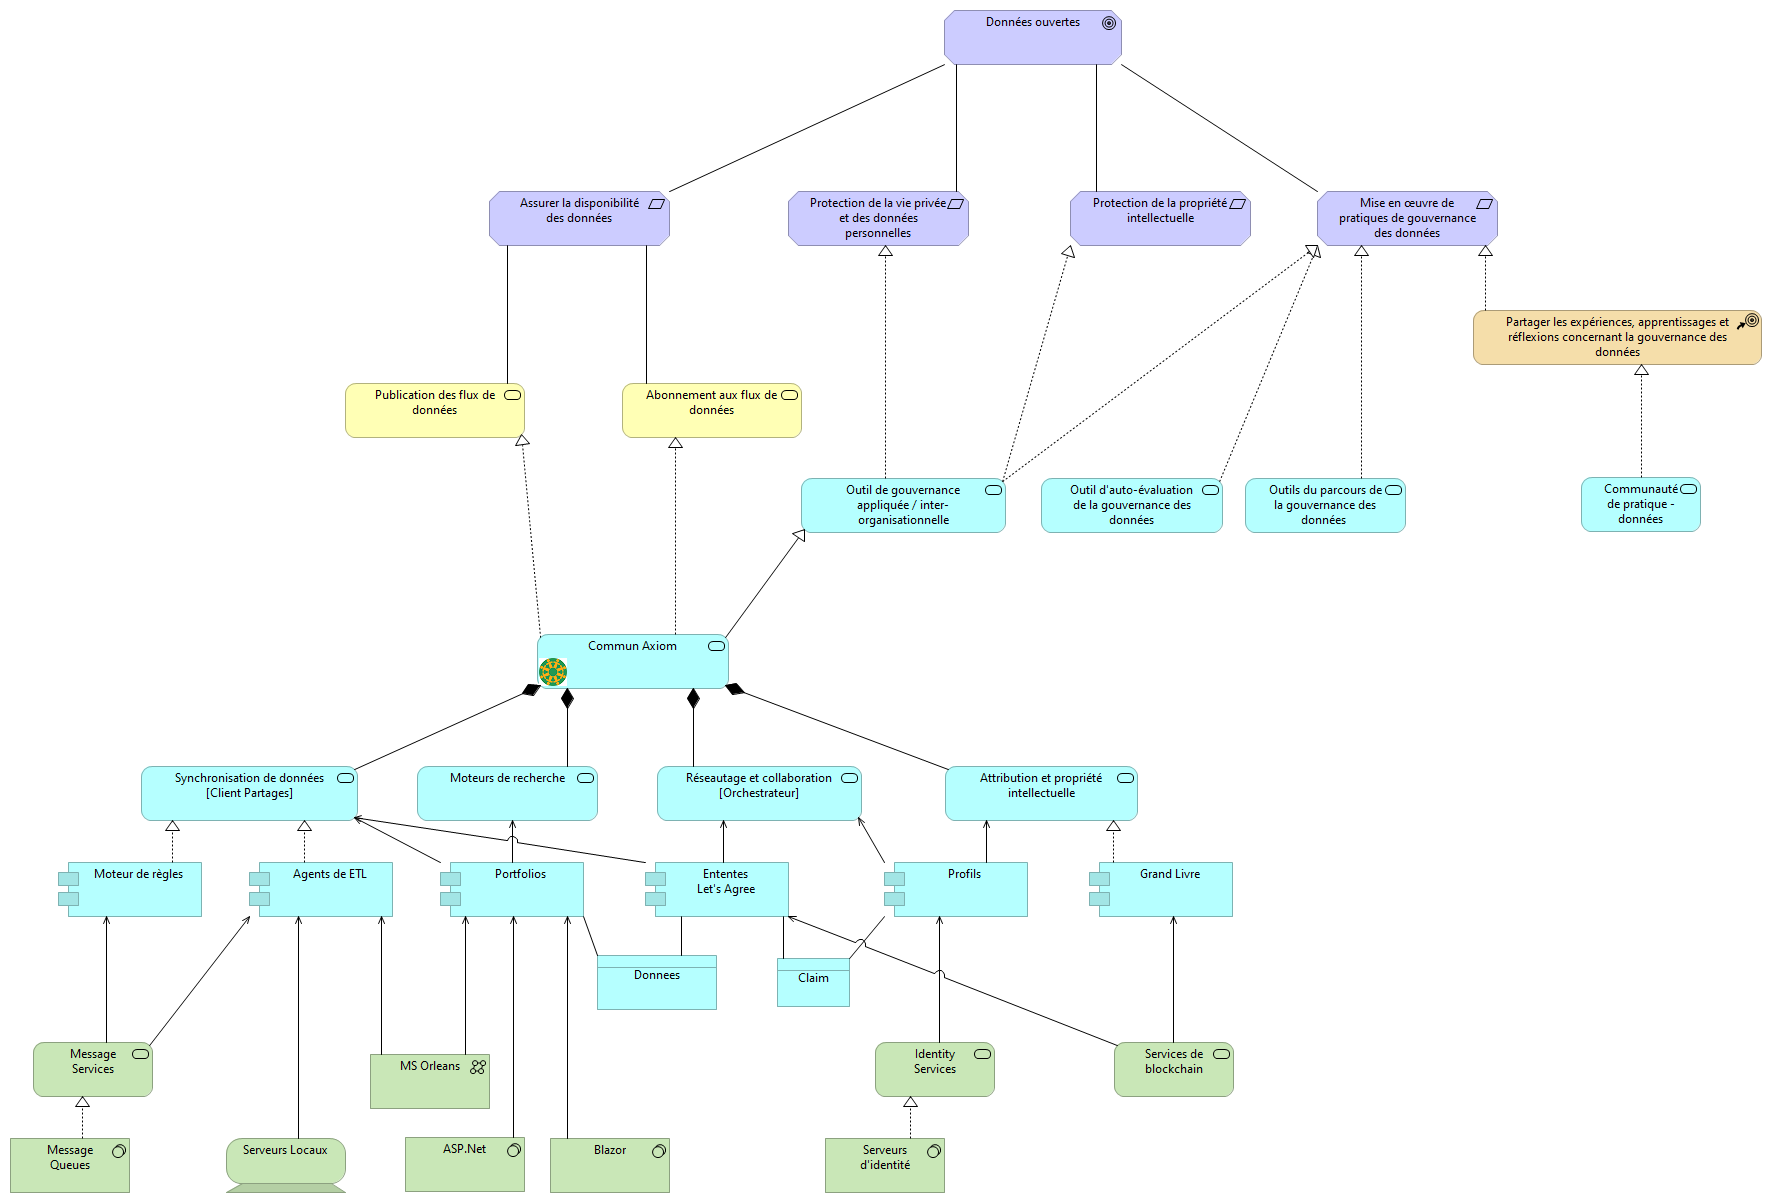 Données ouvertes
Assurer la disponibilité
des données
Protection de la vie privée
et des données
personnelles
Protection de la propriété
intellectuelle
Mise en œuvre de
pratiques de gouvernance
des données
Partager les expériences, apprentissages et
réflexions concernant la gouvernance des
données
Publication des flux de
données
Abonnement aux flux de
données
Outil de gouvernance
appliquée / inter-
organisationnelle
Outil d'auto-évaluation
de la gouvernance des
données
Outils du parcours de
la gouvernance des
données
Communauté
de pratique -
données
Commun Axiom
Synchronisation de données
[Client Partages]
Moteurs de recherche
Réseautage et collaboration
[Orchestrateur]
Attribution et propriété
intellectuelle
Moteur de règles
Agents de ETL
Portfolios
Ententes
Let's Agree
Profils
Grand Livre
Donnees
Claim
Message
Services
MS Orleans
Identity
Services
Services de
blockchain
Message
Queues
Serveurs Locaux
ASP.Net
Blazor
Serveurs
d'identité